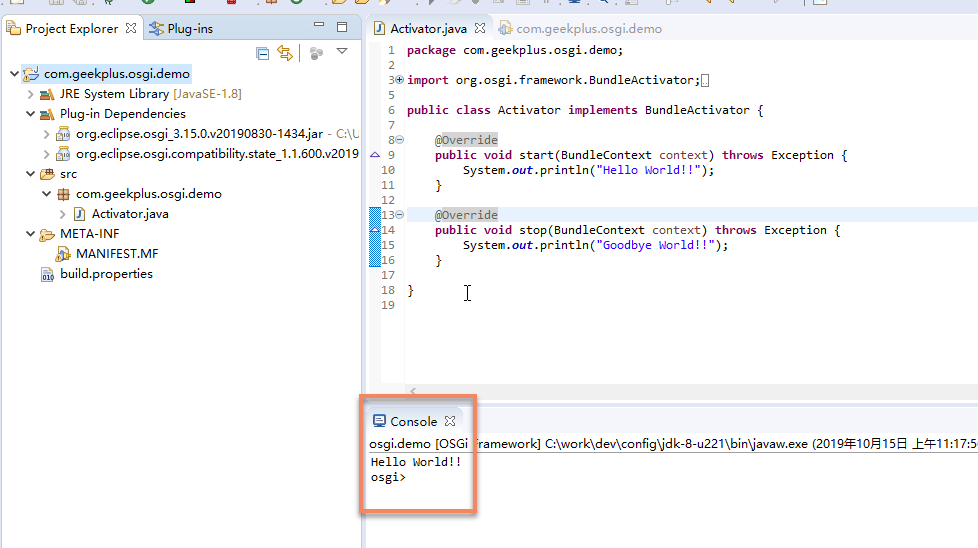 Project Explorer
Plug-ins
com.geekplus.osgi.demo
JRE System Library [JavaSE-1.8]
Plug-in Dependencies
org.eclipse.osgi_3.15.0.v20190830-1434.jar - C:\U
org.eclipse.osgi.compatibility.state_1.1.600.v2019
src
com.geekplus.osgi.demo
Activator.java
META-INF
MANIFEST.MF
build.properties
Activator.java
com.geekplus.osgi.demo
1 package com.geekplus.osgi.demo;
2
3 import org.osgi.framework.BundleActivator;
5
6 public class Activator implements BundleActivator {
7
8 @Override
9 public void start(BundleContext context) throws Exception {
10 System.out.println("Hello World!!");
11 }
12
13 @Override
14 public void stop(BundleContext context) throws Exception {
15 System.out.println("Goodbye World!!");
16 }
17
18 }
19
Console
osgi.demo [OSGi Framework] C:\work\dev\config\jdk-8-u221\bin\javaw.exe (2019年10月15日 上午11:17:5
Hello World!!
osgi>